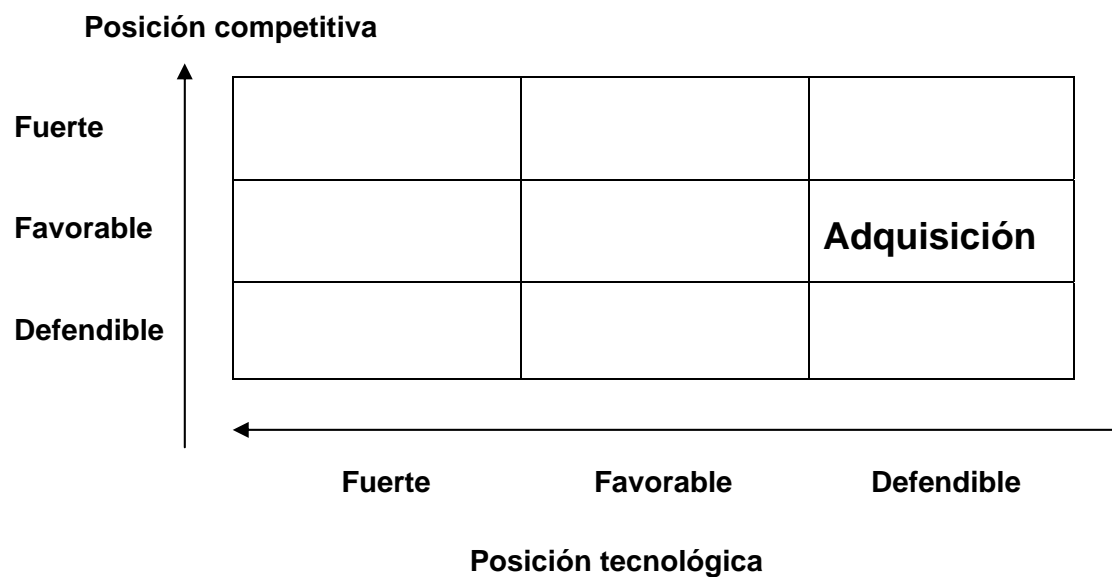 Posición competitiva
Fuerte
Favorable
Adquisición
Defendible
Fuerte Favorable Defendible
Posición tecnológica